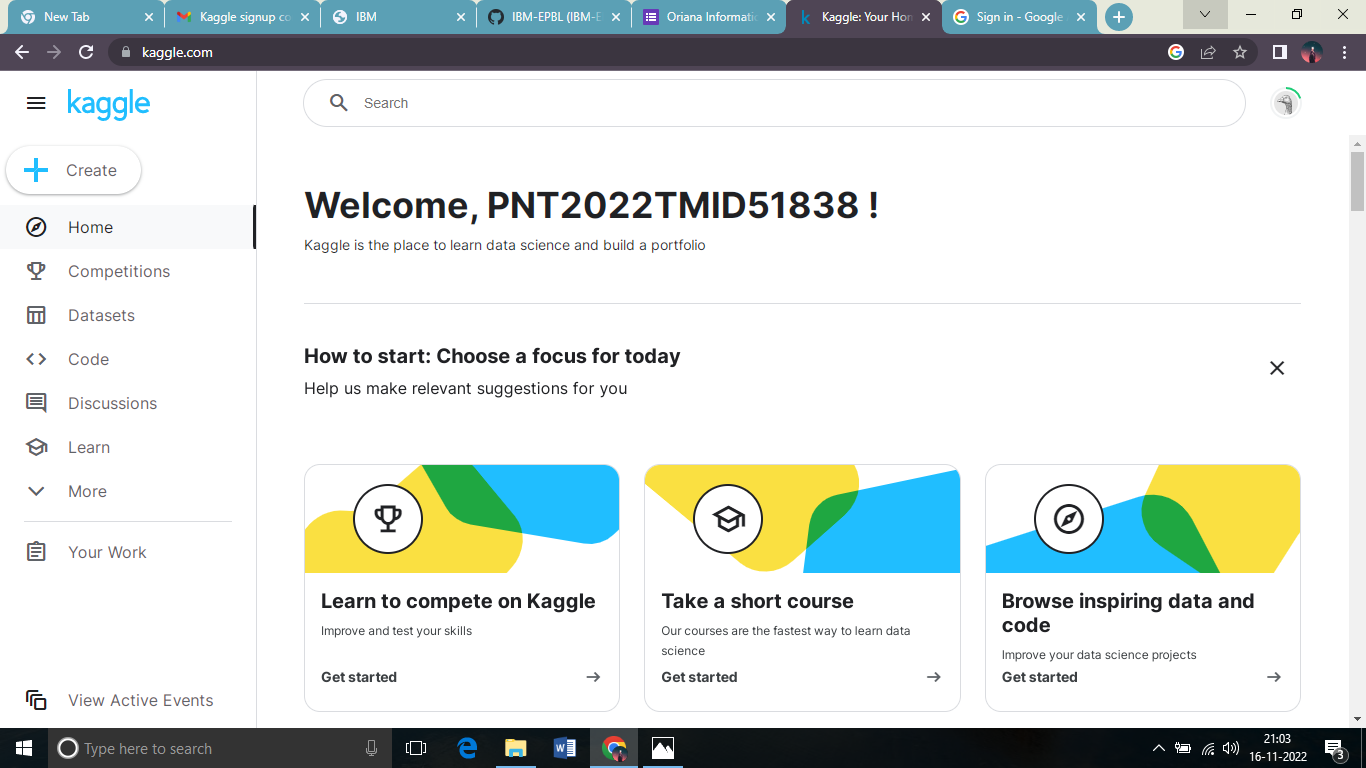 New Tab
Kaggle signup co
IBM
IBM-EPBL (IBM-E
Oriana Informati
Kaggle: Your Hon
Sign in - Google
kaggle.com
kaggle
Search
Create
Welcome, PNT2022TMID51838 !
Kaggle is the place to learn data science and build a portfolio
Home
Competitions
Datasets
Code
Discussions
Learn
More
Your Work
View Active Events
How to start: Choose a focus for today
Help us make relevant suggestions for you
Learn to compete on Kaggle
Improve and test your skills
Get started
Take a short course
Our courses are the fastest way to learn data
science
Get started
Browse inspiring data and
code
Improve your data science projects
Get started
Type here to search
21:03
16-11-2022
3